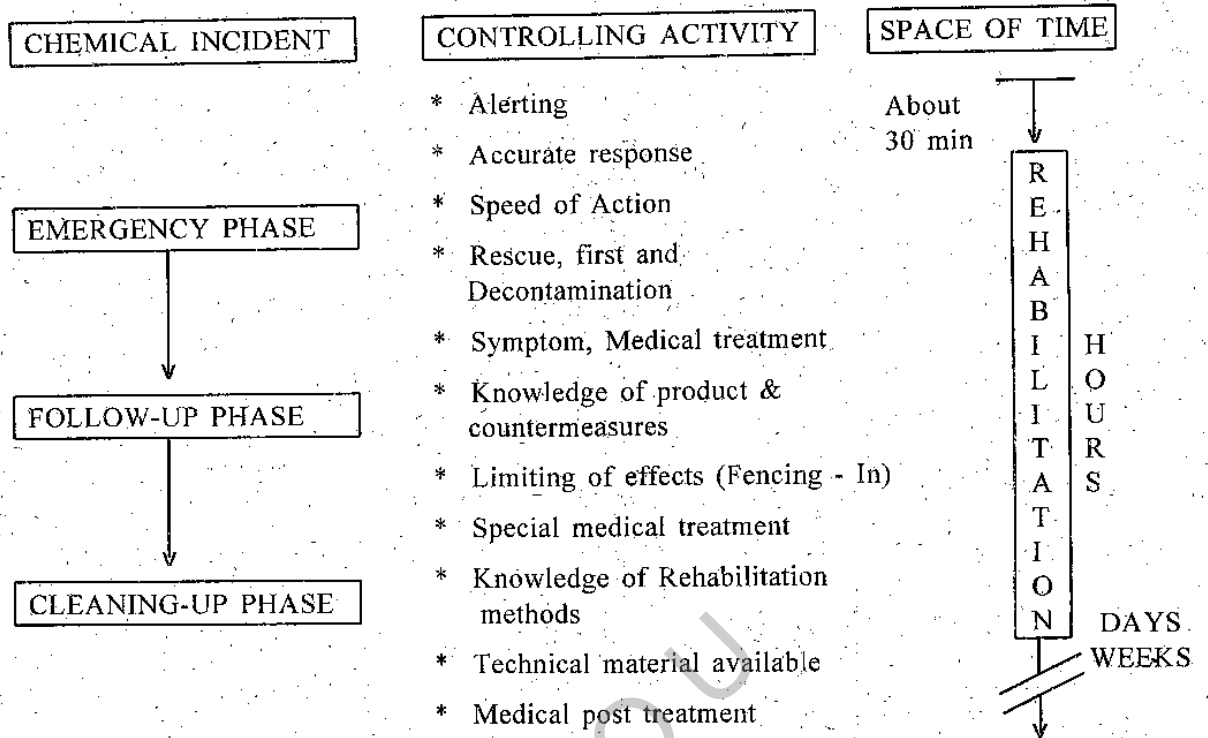 CHEMICAL INCIDENT
CONTROLLING ACTIVITY
SPACE OF TIME
EMERGENCY PHASE
FOLLOW-UP PHASE
CLEANING-UP PHASE
* Alerting
* Accurate response
* Speed of Action
* Rescue, first and
Decontamination
* Symptom, Medical treatment
* Knowledge of product &
countermeasures
* Limiting of effects (Fencing - In)
* Special medical treatment
* Knowledge of Rehabilitation
methods
* Technical material available
* Medical post treatment
About
30 min
REHABILITATION
HOURS
DAYS
WEEKS